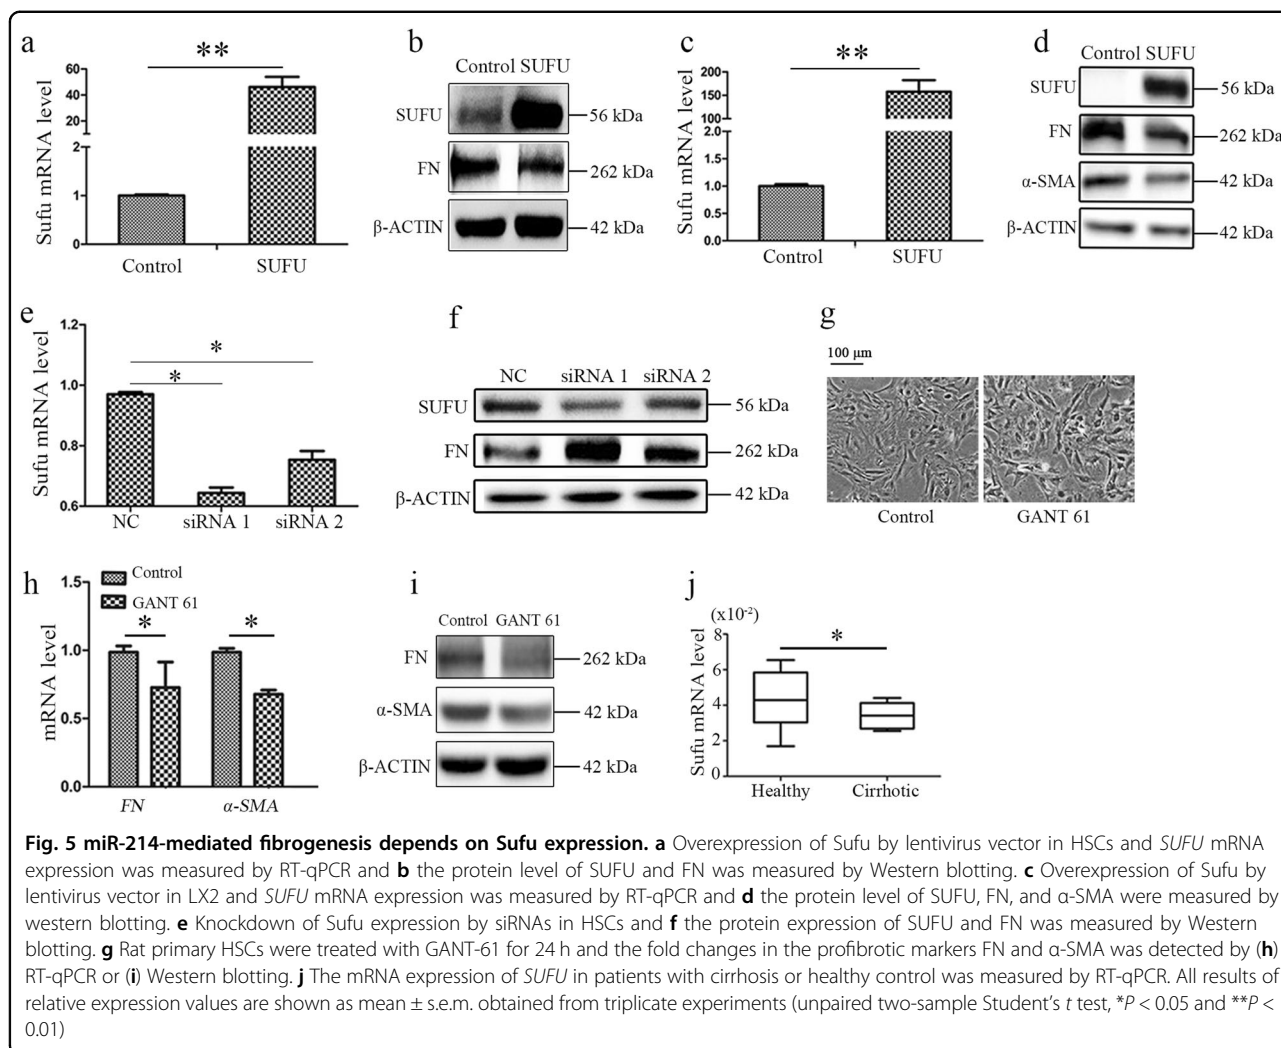 a
**
Sufu mRNA level
60
40
20
2
1
0
Control SUFU
b
Control SUFU
SUFU 56 kDa
FN 262 kDa
β-ACTIN 42 kDa
c
**
Sufu mRNA level
200
150
100
2.0
1.5
1.0
0.5
0.0
Control SUFU
d
Control SUFU
SUFU 56 kDa
FN 262 kDa
α-SMA 42 kDa
β-ACTIN 42 kDa
e
Sufu mRNA level
1.2
1.0
0.8
0.6
*
*
NC siRNA 1 siRNA 2
f
NC siRNA 1 siRNA 2
SUFU 56 kDa
FN 262 kDa
β-ACTIN 42 kDa
g
100 μm
Control GANT 61
h
Control
GANT 61
mRNA level
1.5
1.0
0.5
0.0
* *
FN α-SMA
i
Control GANT 61
FN 262 kDa
α-SMA 42 kDa
β-ACTIN 42 kDa
j
(x10-2)
Sufu mRNA level
8
6
4
2
0
*
Healthy Cirrhotic
Fig. 5 miR-214-mediated fibrogenesis depends on Sufu expression. a Overexpression of Sufu by lentivirus vector in HSCs and SUFU mRNA
expression was measured by RT-qPCR and b the protein level of SUFU and FN was measured by Western blotting. c Overexpression of Sufu by
lentivirus vector in LX2 and SUFU mRNA expression was measured by RT-qPCR and d the protein level of SUFU, FN, and α-SMA were measured by
western blotting. e Knockdown of Sufu expression by siRNAs in HSCs and f the protein expression of SUFU and FN was measured by Western
blotting. g Rat primary HSCs were treated with GANT-61 for 24 h and the fold changes in the profibrotic markers FN and α-SMA was detected by (h)
RT-qPCR or (i) Western blotting. j The mRNA expression of SUFU in patients with cirrhosis or healthy control was measured by RT-qPCR. All results of
relative expression values are shown as mean ± s.e.m. obtained from triplicate experiments (unpaired two-sample Student's t test, *P < 0.05 and **P <
0.01)